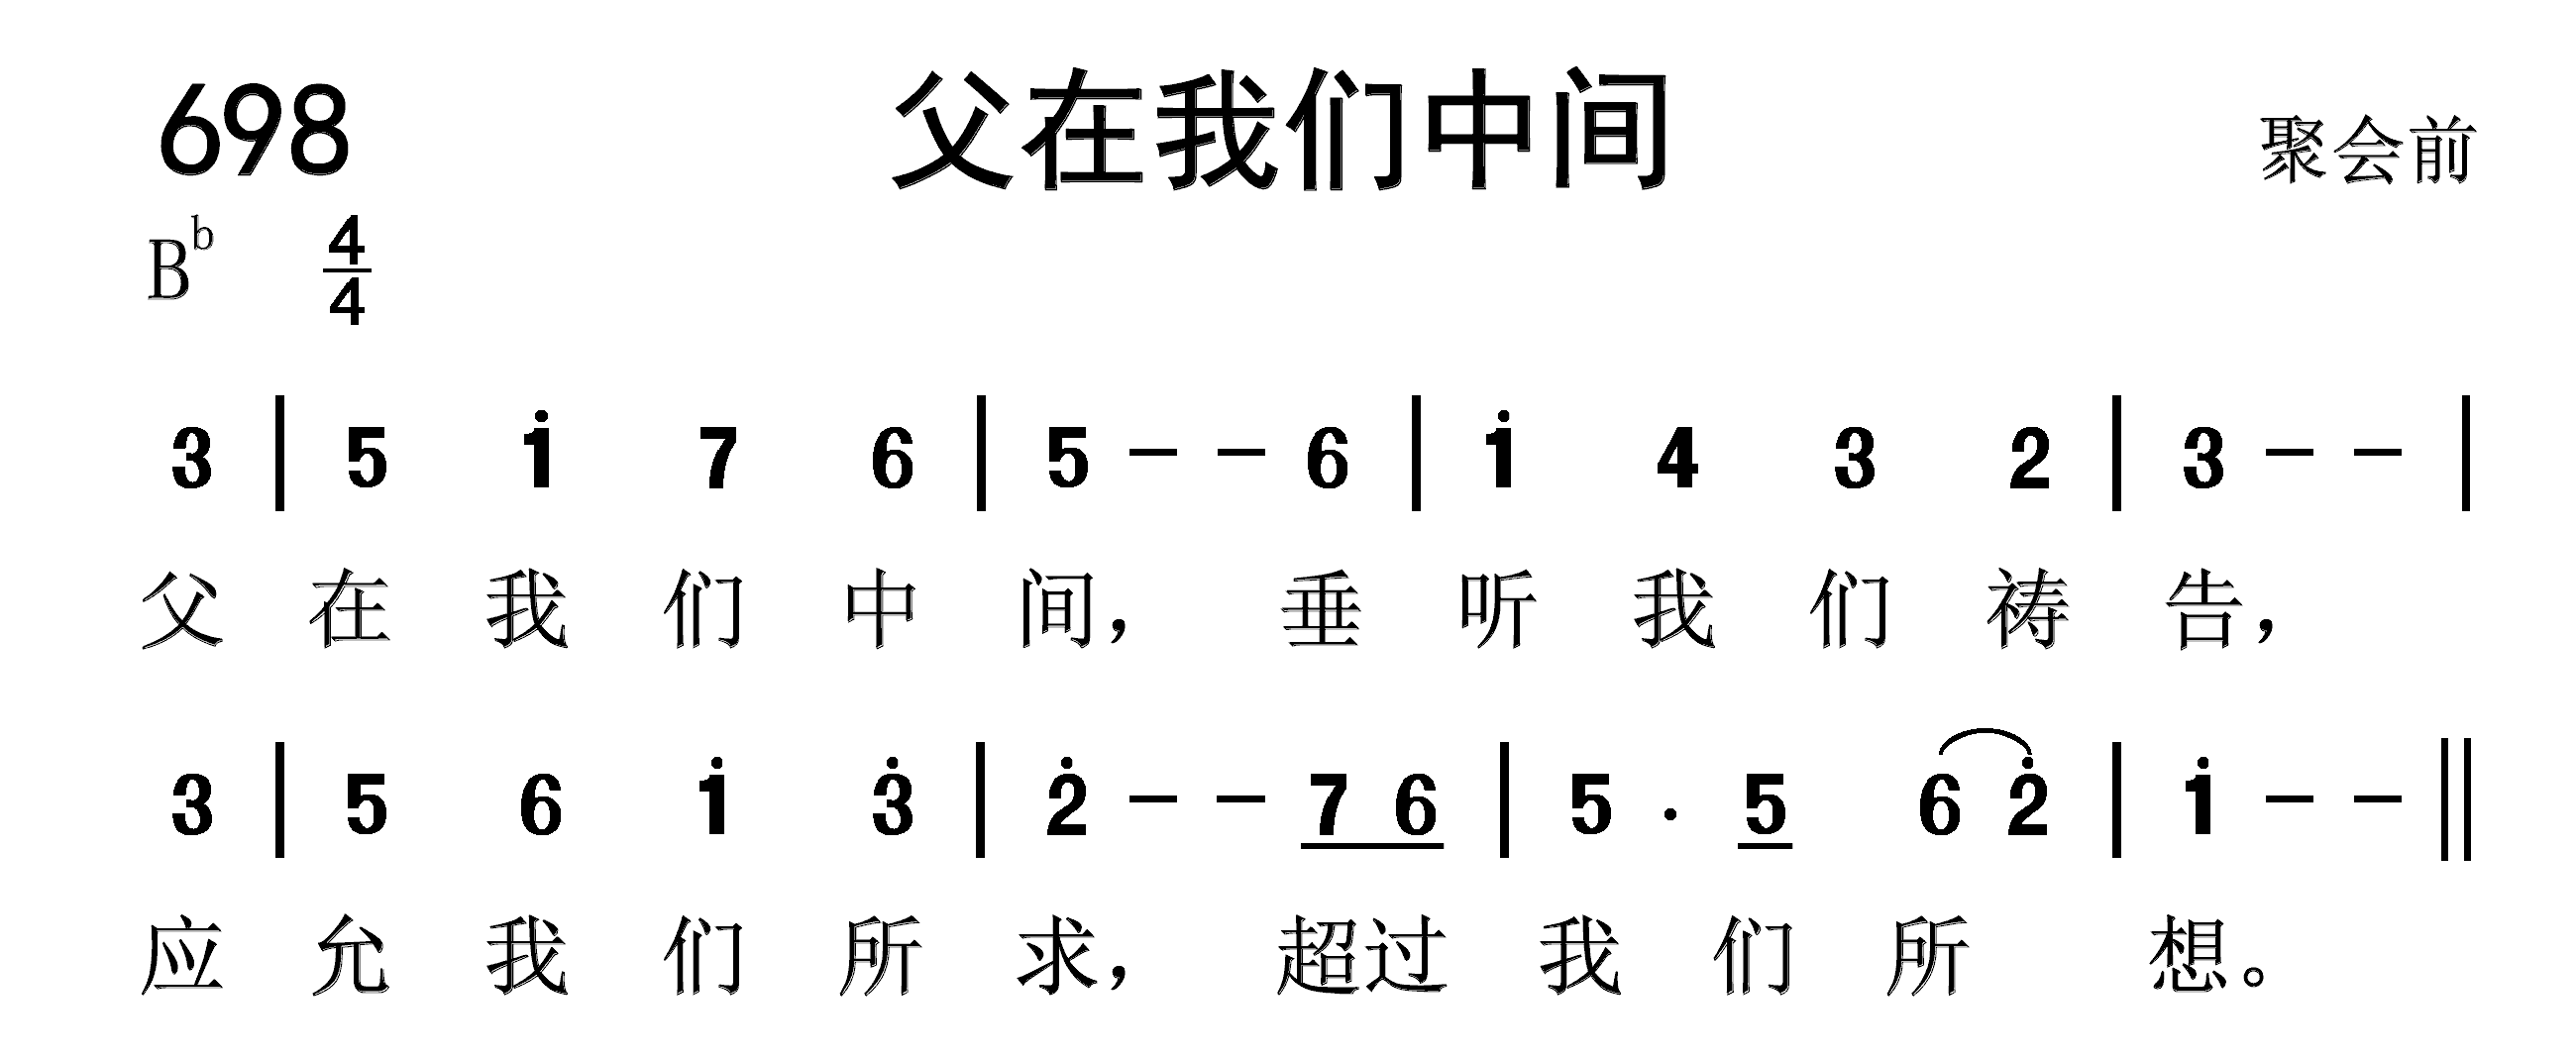 698 父在我们中间 聚会前
B♭ 4/4
3 | 5 1̇ 7 6 | 5 – – 6 | 1̇ 4 3 2 | 3 – – |
父在我们中间，垂听我们祷告，
3 | 5 6 1̇ 3̇ | 2̇ – – 7 6 | 5 · 5 6 2̇ | 1̇ – – ‖
应允我们所求，超过我们所想。